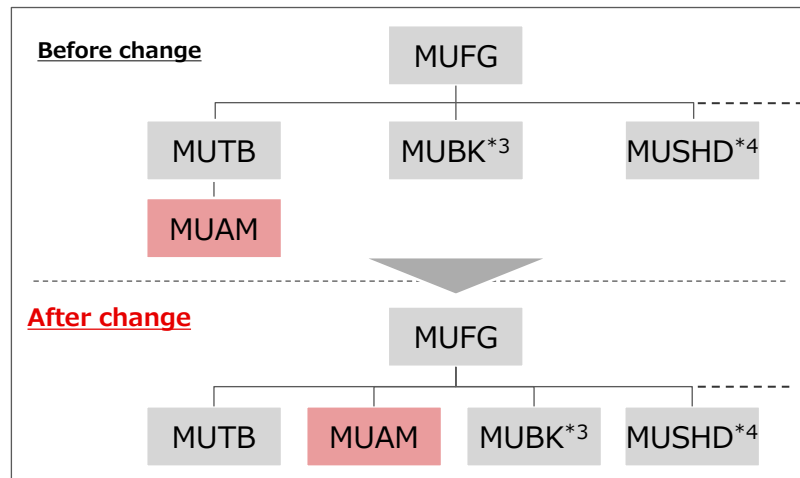 Before change
MUFG
MUTB MUBK*3 MUSHD*4
MUAM
After change
MUFG
MUTB MUAM MUBK*3 MUSHD*4